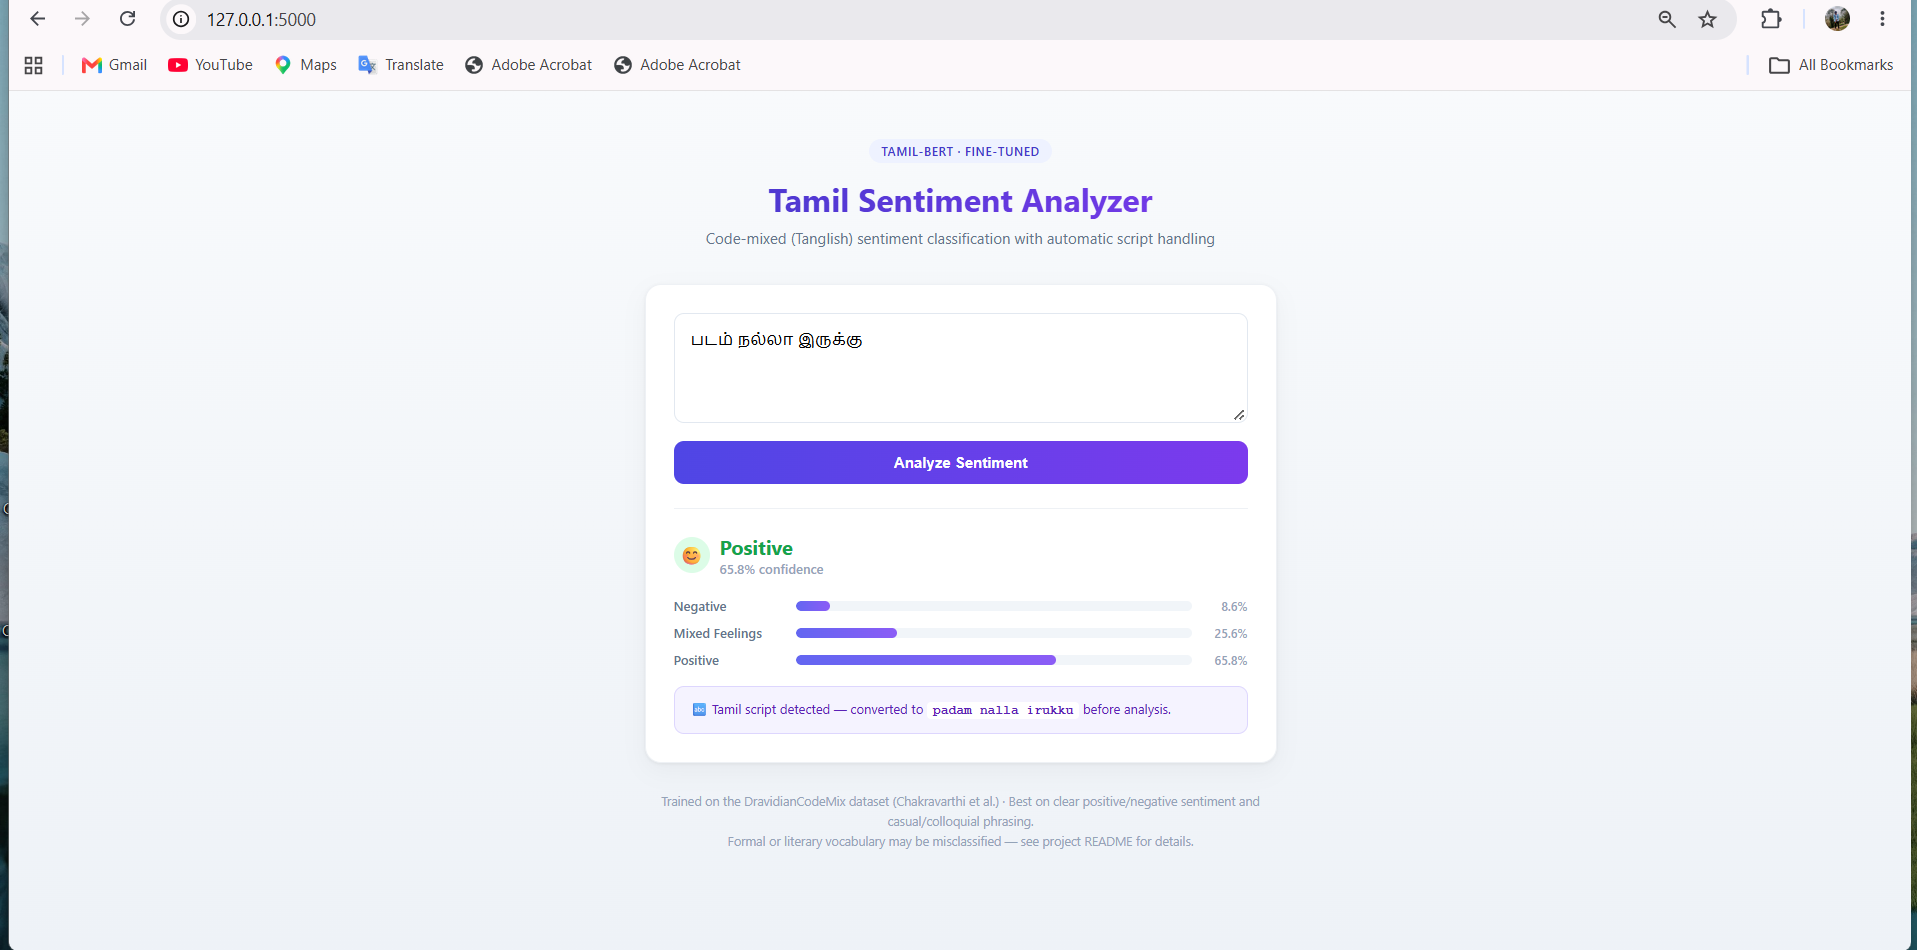 127.0.0.1:5000
Gmail YouTube Maps Translate Adobe Acrobat Adobe Acrobat All Bookmarks
TAMIL-BERT · FINE-TUNED
Tamil Sentiment Analyzer
Code-mixed (Tanglish) sentiment classification with automatic script handling
படம் நல்லா இருக்கு
Analyze Sentiment
Positive
65.8% confidence
Negative 8.6%
Mixed Feelings 25.6%
Positive 65.8%
abc Tamil script detected — converted to padam nalla irukku before analysis.
Trained on the DravidianCodeMix dataset (Chakravarthi et al.) · Best on clear positive/negative sentiment and
casual/colloquial phrasing.
Formal or literary vocabulary may be misclassified — see project README for details.